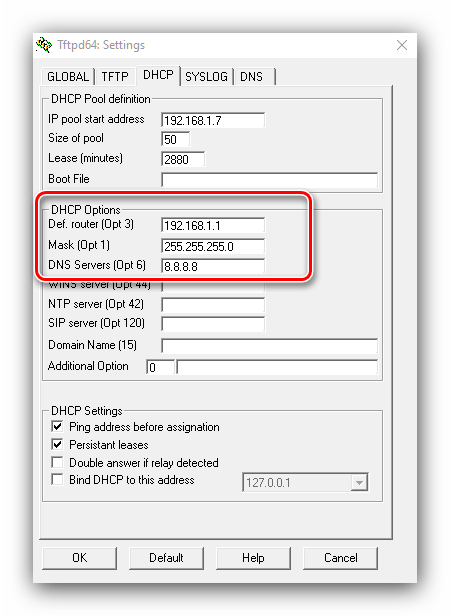 Tftpd64: Settings
GLOBAL TFTP DHCP SYSLOG DNS
DHCP Pool definition
IP pool start address 192.168.1.7
Size of pool 50
Lease (minutes) 2880
Boot File
DHCP Options
Def. router (Opt 3) 192.168.1.1
Mask (Opt 1) 255.255.255.0
DNS Servers (Opt 6) 8.8.8.8
WINS server (Opt 44)
NTP server (Opt 42)
SIP server (Opt 120)
Domain Name (15)
Additional Option 0
DHCP Settings
Ping address before assignation
Persistant leases
Double answer if relay detected
Bind DHCP to this address 127.0.0.1
OK Default Help Cancel